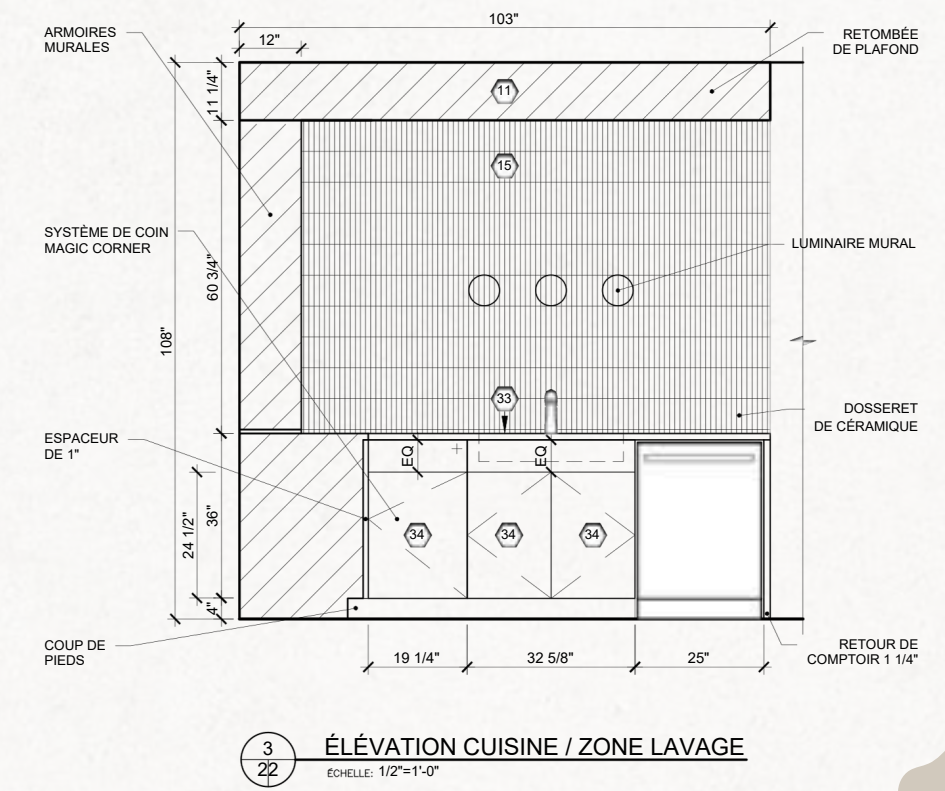 103"
ARMOIRES
MURALES
12"
RETOMBÉE
DE PLAFOND
11 1/4"
11
15
SYSTÈME DE COIN
MAGIC CORNER
60 3/4"
LUMINAIRE MURAL
108"
33
DOSSERET
DE CÉRAMIQUE
ESPACEUR
DE 1"
EQ
EQ
24 1/2"
36"
34
34
34
4"
COUP DE
PIEDS
19 1/4"
32 5/8"
25"
RETOUR DE
COMPTOIR 1 1/4"
3
22
ÉLÉVATION CUISINE / ZONE LAVAGE
ÉCHELLE: 1/2"=1'-0"